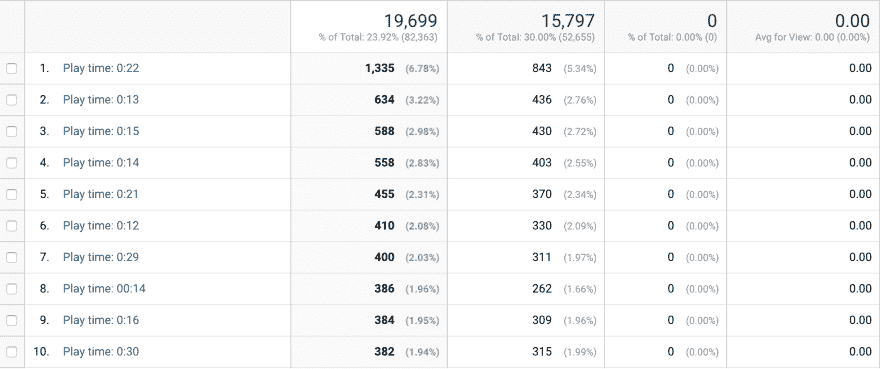 19,699 15,797 0 0.00
% of Total: 23.92% (82,363) % of Total: 30.00% (52,655) % of Total: 0.00% (0) Avg for View: 0.00 (0.00%)
1. Play time: 0:22 1,335 (6.78%) 843 (5.34%) 0 (0.00%) 0.00
2. Play time: 0:13 634 (3.22%) 436 (2.76%) 0 (0.00%) 0.00
3. Play time: 0:15 588 (2.98%) 430 (2.72%) 0 (0.00%) 0.00
4. Play time: 0:14 558 (2.83%) 403 (2.55%) 0 (0.00%) 0.00
5. Play time: 0:21 455 (2.31%) 370 (2.34%) 0 (0.00%) 0.00
6. Play time: 0:12 410 (2.08%) 330 (2.09%) 0 (0.00%) 0.00
7. Play time: 0:29 400 (2.03%) 311 (1.97%) 0 (0.00%) 0.00
8. Play time: 00:14 386 (1.96%) 262 (1.66%) 0 (0.00%) 0.00
9. Play time: 0:16 384 (1.95%) 309 (1.96%) 0 (0.00%) 0.00
10. Play time: 0:30 382 (1.94%) 315 (1.99%) 0 (0.00%) 0.00